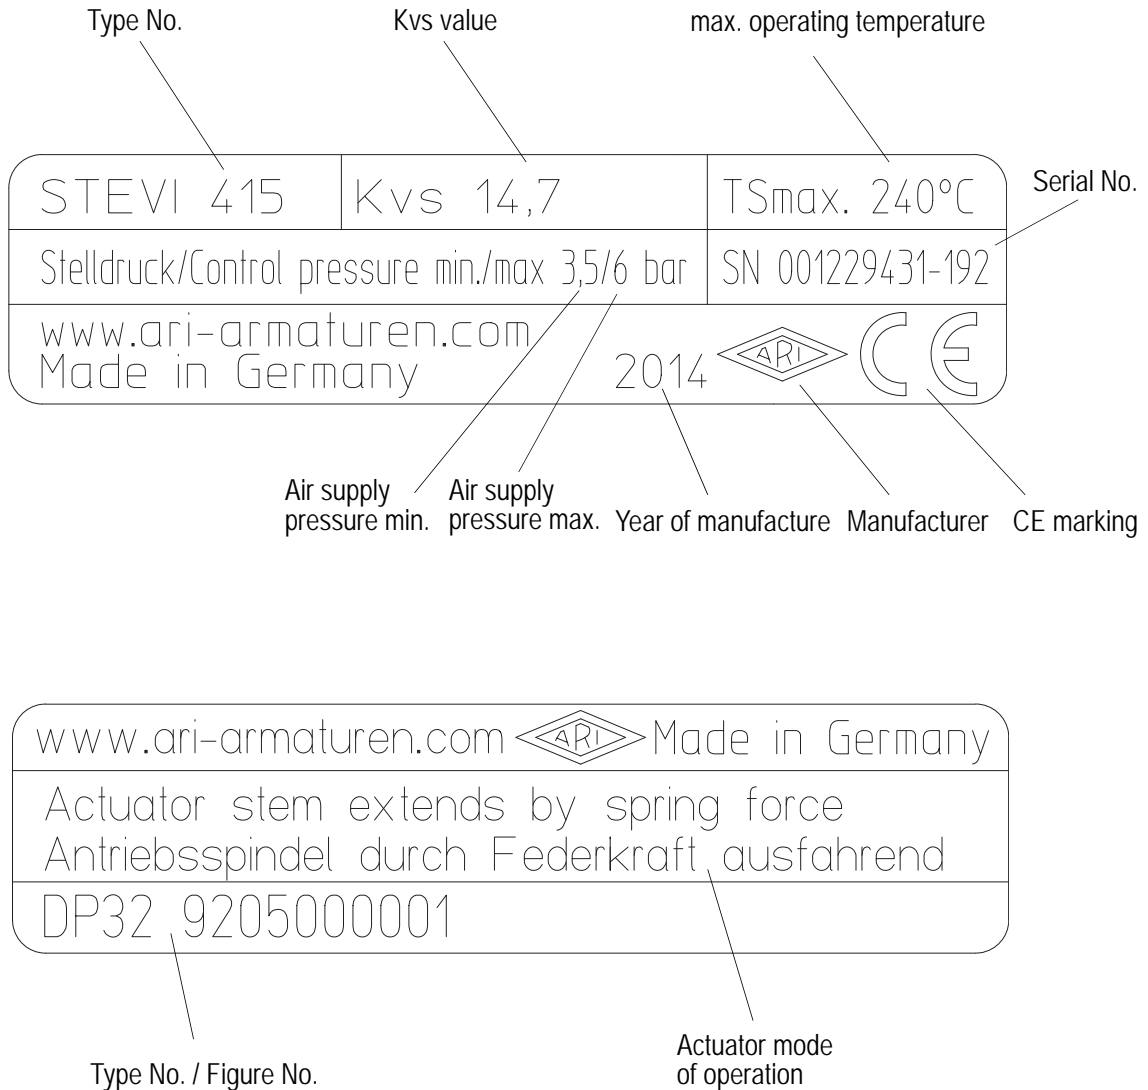 Type No. Kvs value max. operating temperature
STEVI 415 Kvs 14,7 TSmax. 240°C
Serial No.
Stelldruck/Control pressure min./max 3,5/6 bar SN 001229431-192
www.ari-armaturen.com
Made in Germany 2014 ARI CE
Air supply pressure min.
Air supply pressure max.
Year of manufacture Manufacturer CE marking
www.ari-armaturen.com ARI Made in Germany
Actuator stem extends by spring force
Antriebsspindel durch Federkraft ausfahrend
DP32 9205000001
Type No. / Figure No.
Actuator mode
of operation